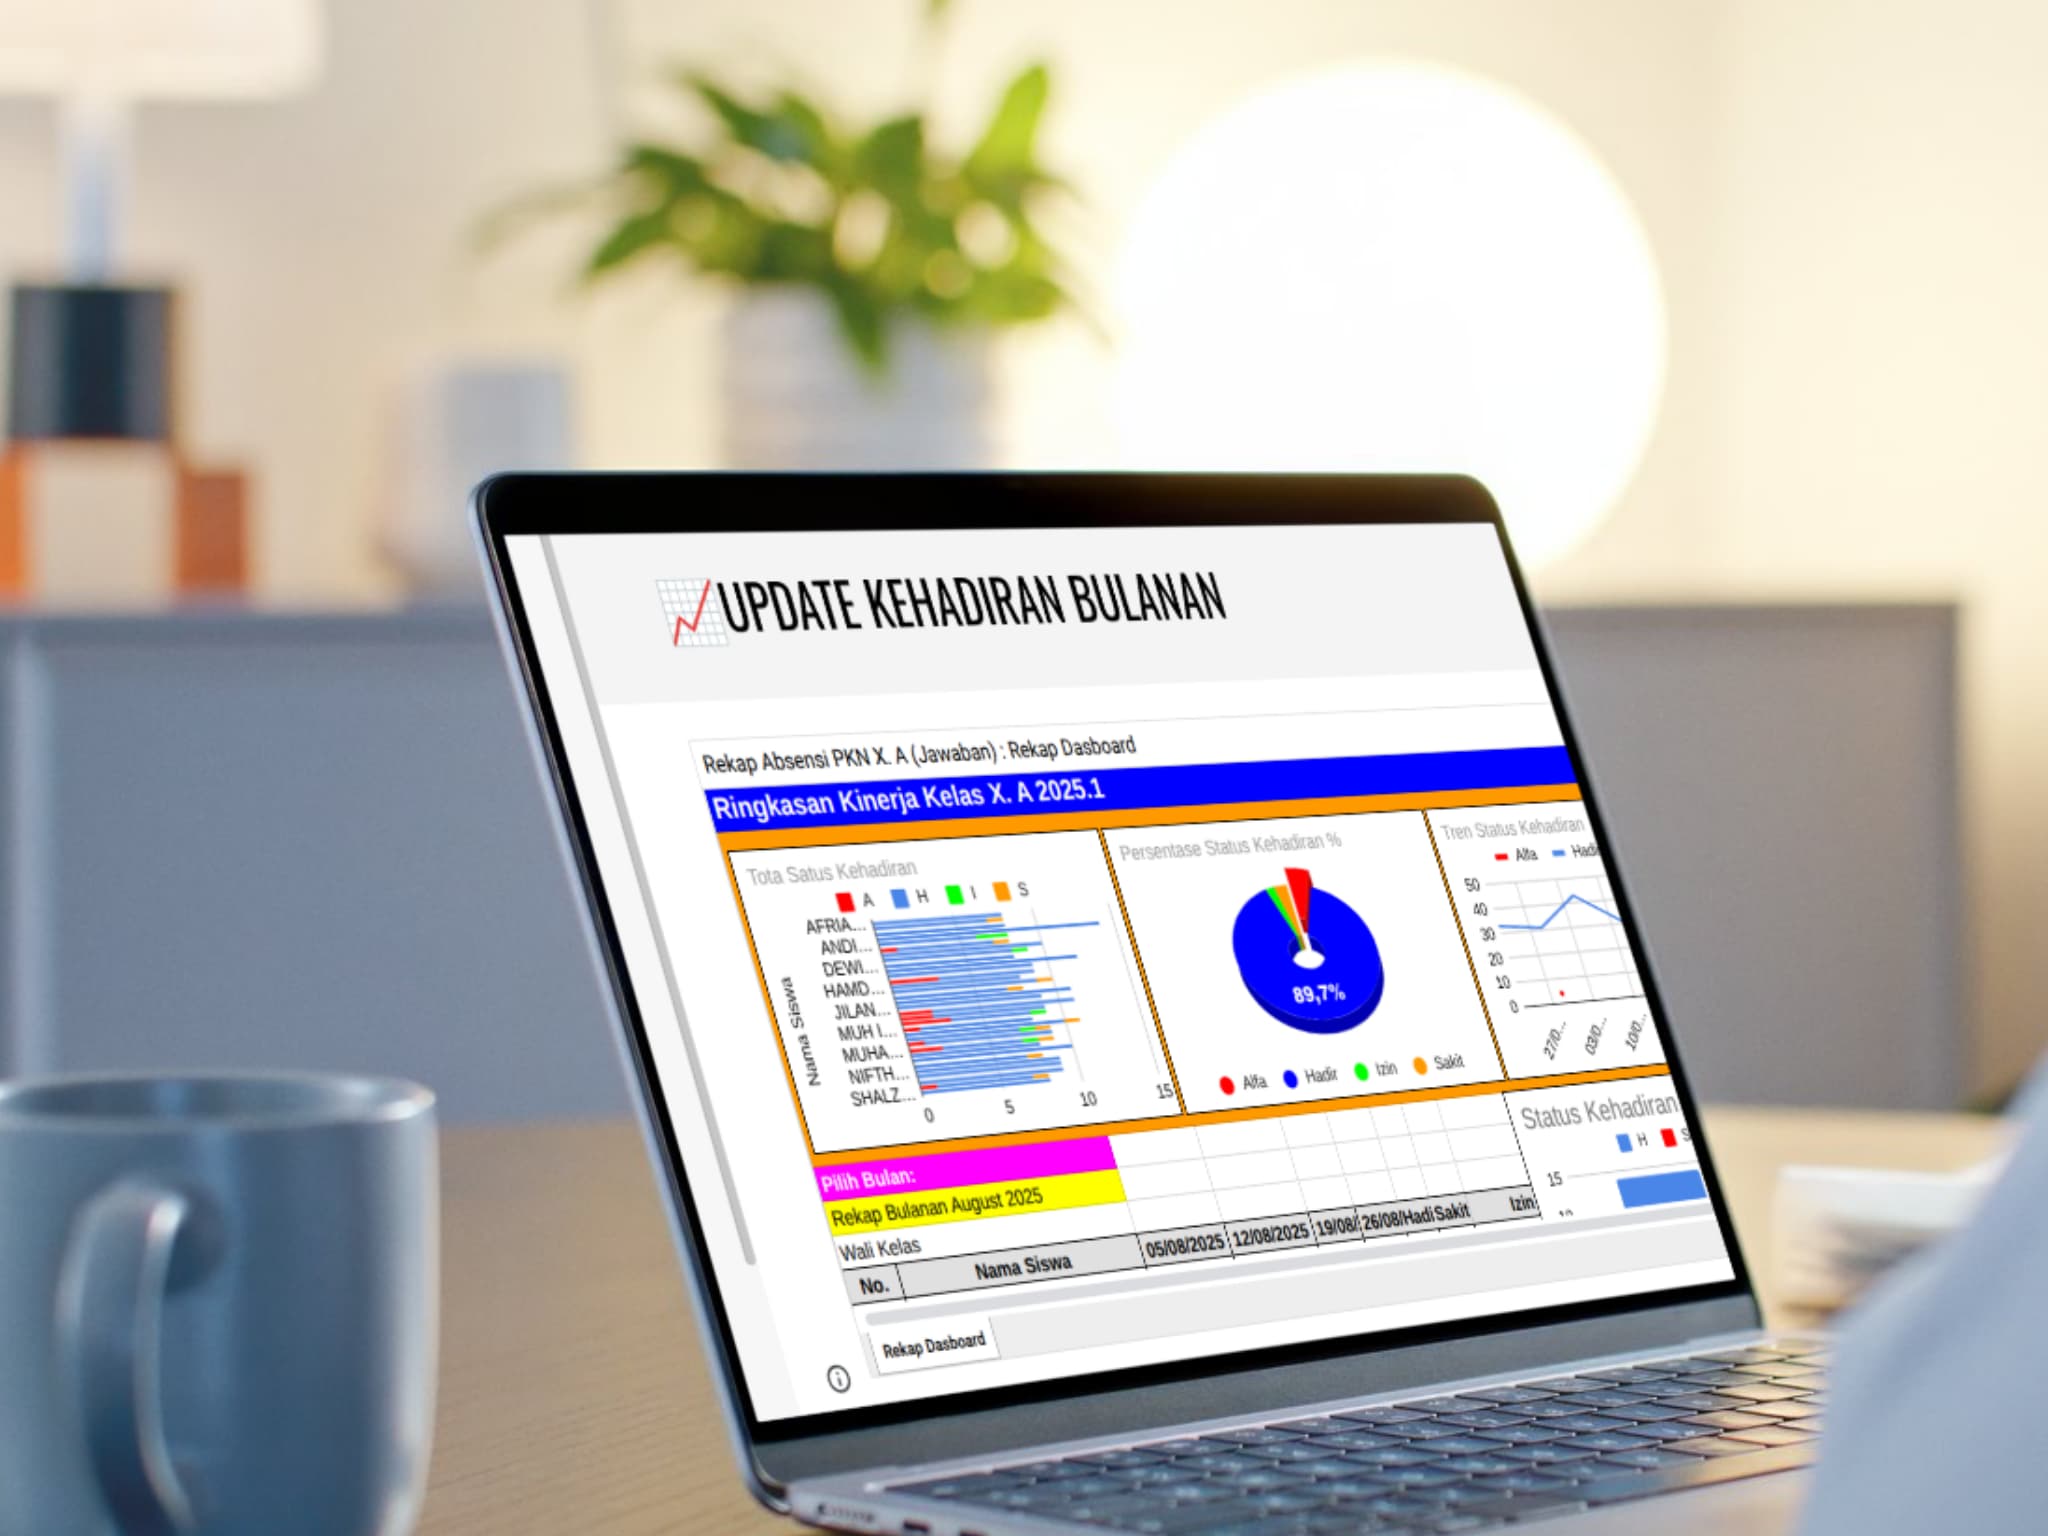 UPDATE KEHADIRAN BULANAN
Rekap Absensi PKN X. A (Jawaban) : Rekap Dasboard
Ringkasan Kinerja Kelas X. A 2025.1
Tota Satus Kehadiran
A H I S
Nama Siswa
AFRIA...
ANDI...
DEWI...
HAMD...
JILAN...
MUH I...
MUHA...
NIFTH...
SHALZ...
0 5 10 15
Persentase Status Kehadiran %
89,7%
Alfa Hadir Izin Sakit
Tren Status Kehadiran
Alfa Hadi
50
40
30
20
10
0
27/0... 03/0... 10/0...
Pilih Bulan:
Rekap Bulanan August 2025
Wali Kelas
No. Nama Siswa 05/08/2025 12/08/2025 19/08/ 26/08/ Hadi Sakit Izin
Status Kehadiran
H S
15
Rekap Dasboard